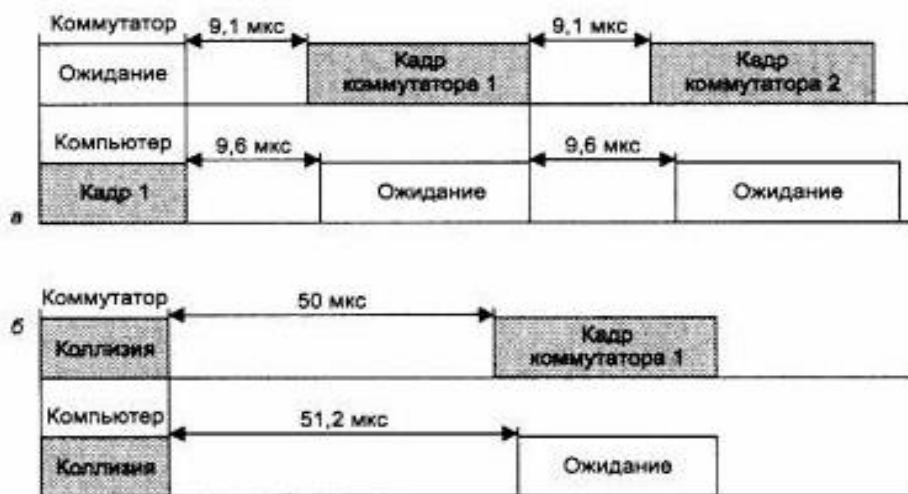 Коммутатор
9,1 мкс
9,1 мкс
Ожидание
Кадр
коммутатора 1
Кадр
коммутатора 2
Компьютер
9,6 мкс
9,6 мкс
Кадр 1
Ожидание
Ожидание
а
Коммутатор
50 мкс
б
Коллизия
Кадр
коммутатора 1
Компьютер
51,2 мкс
Коллизия
Ожидание